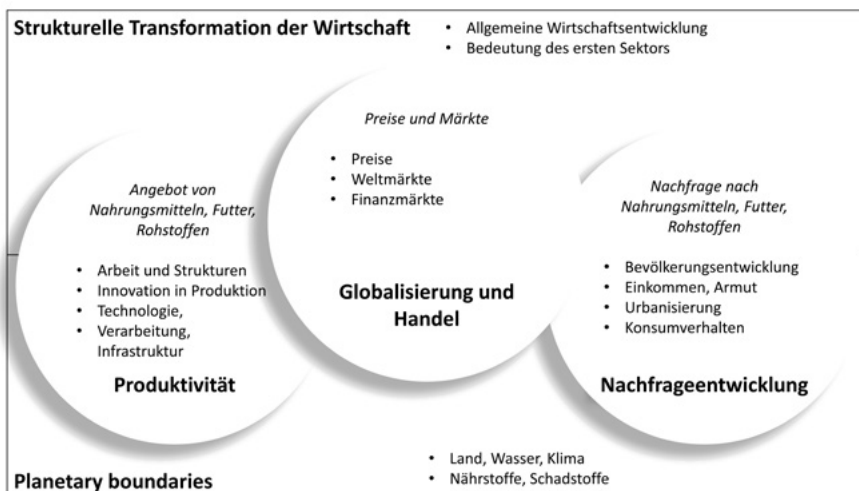 Strukturelle Transformation der Wirtschaft
• Allgemeine Wirtschaftsentwicklung
• Bedeutung des ersten Sektors
Preise und Märkte
• Preise
• Weltmärkte
• Finanzmärkte
Globalisierung und
Handel
Angebot von
Nahrungsmitteln, Futter,
Rohstoffen
• Arbeit und Strukturen
• Innovation in Produktion
• Technologie,
• Verarbeitung,
Infrastruktur
Produktivität
Nachfrage nach
Nahrungsmitteln, Futter,
Rohstoffen
• Bevölkerungsentwicklung
• Einkommen, Armut
• Urbanisierung
• Konsumverhalten
Nachfrageentwicklung
Planetary boundaries
• Land, Wasser, Klima
• Nährstoffe, Schadstoffe